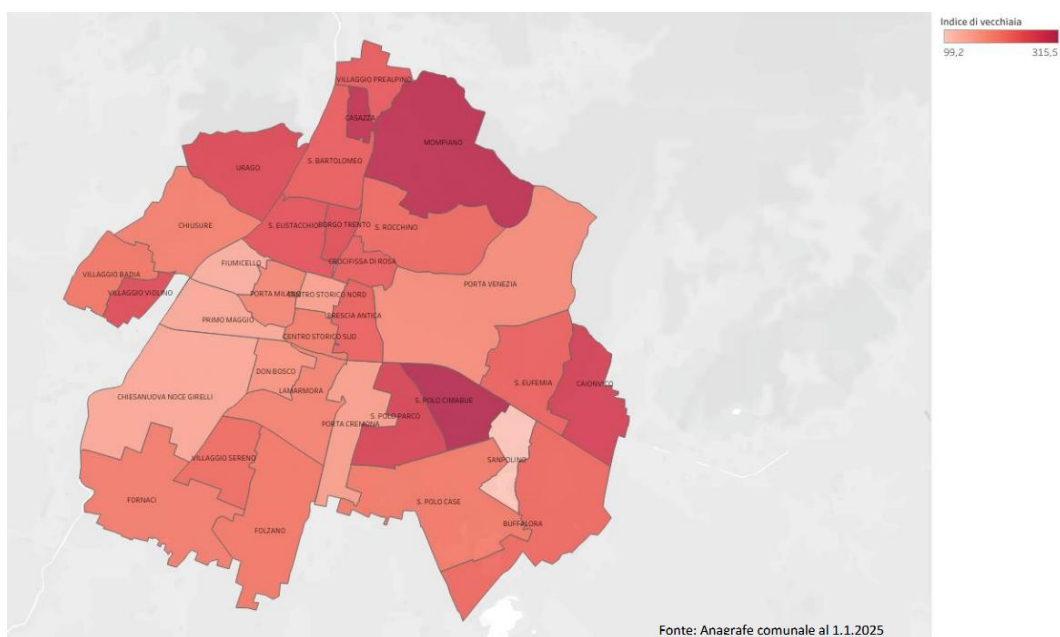 Indice di vecchiaia
99,2 315,5
VILLAGGIO PREALPINO
CASAZZA
MOMPIANO
URAGO
S. BARTOLOMEO
CHIUSURE
S. EUSTACCHIO
BORGO TRENTO
S. ROCCHINO
FIUMICELLO
CROCIFISSA DI ROSA
VILLAGGIO BADIA
VILLAGGIO VIOLINO
PORTA MILANO
CENTRO STORICO NORD
PORTA VENEZIA
PRIMO MAGGIO
BRESCIA ANTICA
CENTRO STORICO SUD
DON BOSCO
S. EUFEMIA
CAIONVICO
CHIESANUOVA NOCE GIRELLI
LAMARMORA
S. POLO CIMABUE
S. POLO PARCO
PORTA CREMONA
VILLAGGIO SERENO
SANPOLINO
FORNACI
S. POLO CASE
FOLZANO
BUFFALORA
Fonte: Anagrafe comunale al 1.1.2025